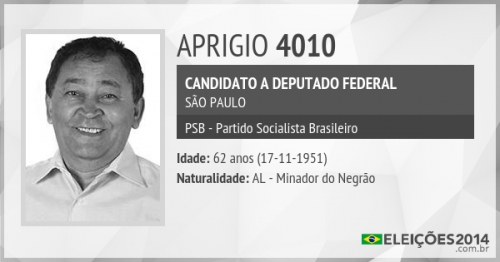 APRIGIO 4010
CANDIDATO A DEPUTADO FEDERAL
SÃO PAULO
PSB - Partido Socialista Brasileiro
Idade: 62 anos (17-11-1951)
Naturalidade: AL - Minador do Negrão
ELEIÇÕES2014
.com.br